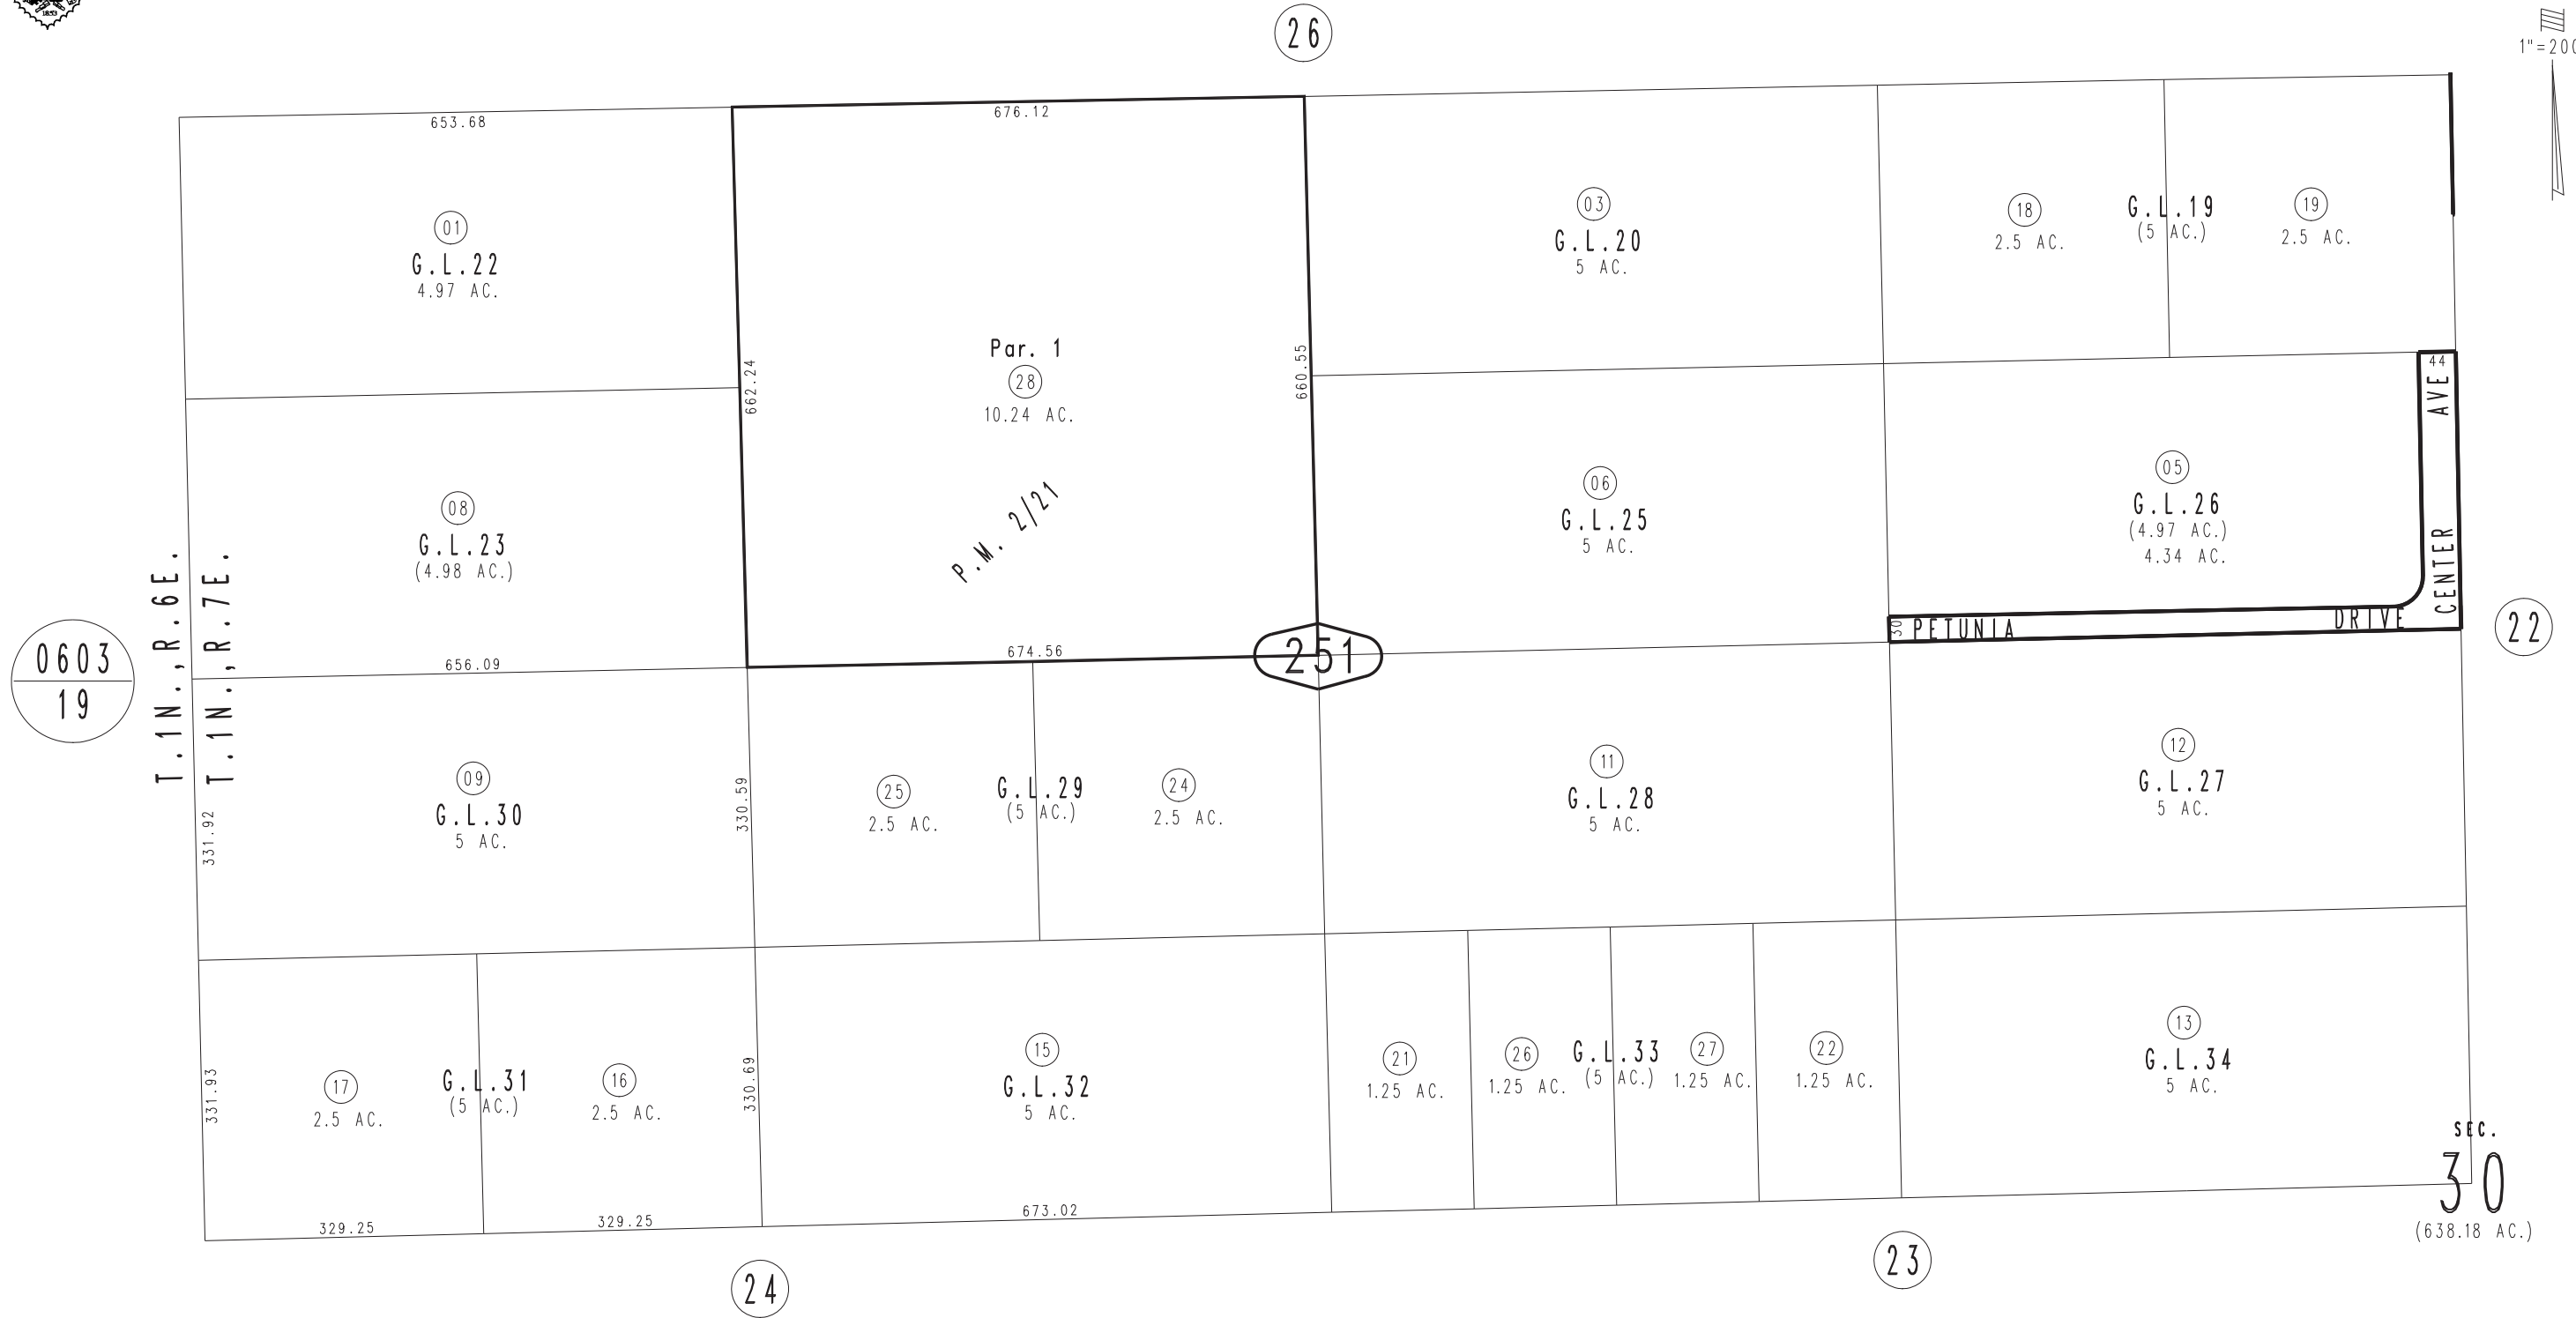 1853
26
1"=200
653.68
676.12
01
G.L.22
4.97 AC.
Par. 1
28
10.24 AC.
P.M. 2/21
662.24
660.55
03
G.L.20
5 AC.
18
2.5 AC.
G.L.19
(5 AC.)
19
2.5 AC.
08
G.L.23
(4.98 AC.)
656.09
674.56
06
G.L.25
5 AC.
05
G.L.26
(4.97 AC.)
4.34 AC.
44
CENTER AVE
30
PETUNIA DRIVE
251
22
0603
19
T.1N.,R.6E.
T.1N.,R.7E.
331.92
09
G.L.30
5 AC.
330.59
25
2.5 AC.
G.L.29
(5 AC.)
24
2.5 AC.
11
G.L.28
5 AC.
12
G.L.27
5 AC.
331.93
17
2.5 AC.
G.L.31
(5 AC.)
16
2.5 AC.
330.69
15
G.L.32
5 AC.
21
1.25 AC.
26
1.25 AC.
G.L.33
(5 AC.)
27
1.25 AC.
22
1.25 AC.
13
G.L.34
5 AC.
329.25
329.25
673.02
SEC.
30
(638.18 AC.)
24
23